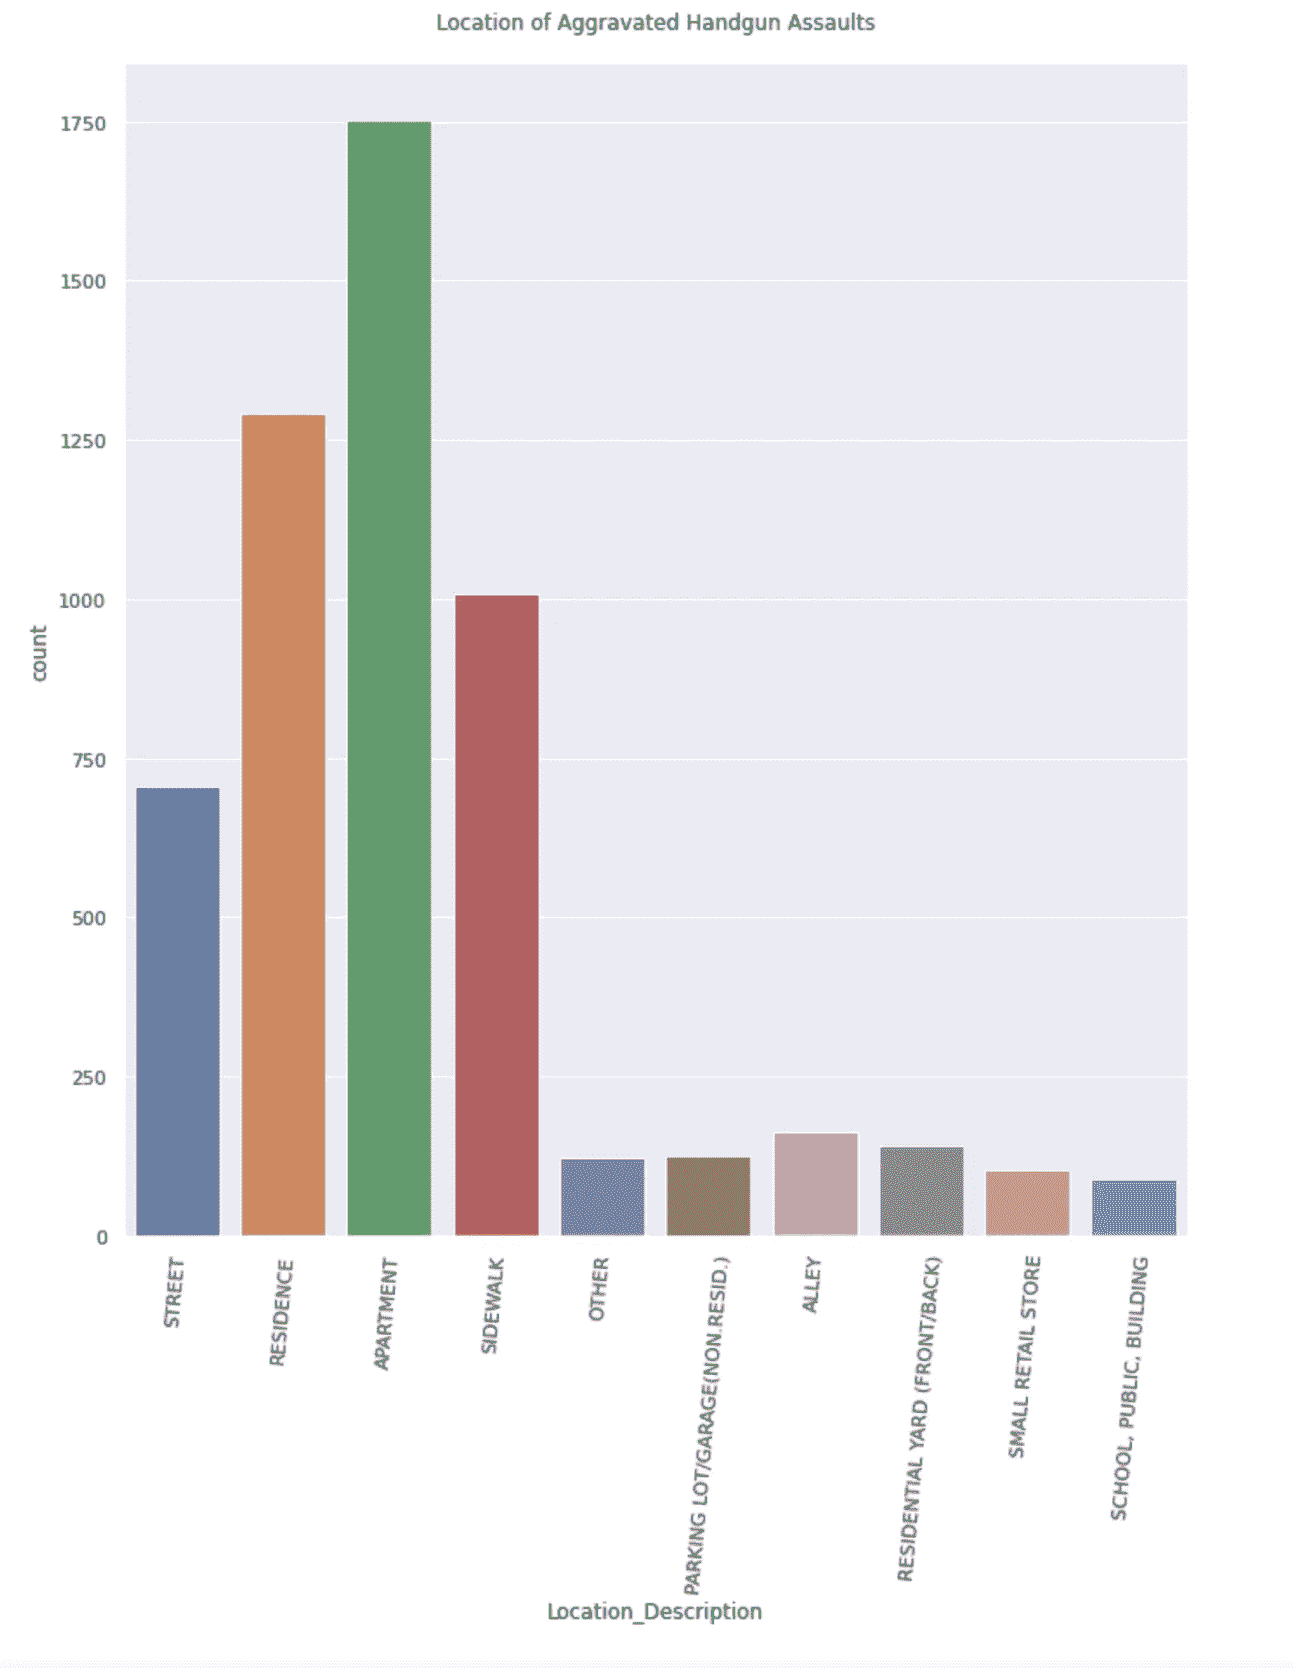 Location of Aggravated Handgun Assaults
1750
1500
1250
1000
750
500
250
0
count
STREET
RESIDENCE
APARTMENT
SIDEWALK
OTHER
PARKING LOT/GARAGE(NON.RESID.)
ALLEY
RESIDENTIAL YARD (FRONT/BACK)
SMALL RETAIL STORE
SCHOOL, PUBLIC, BUILDING
Location_Description